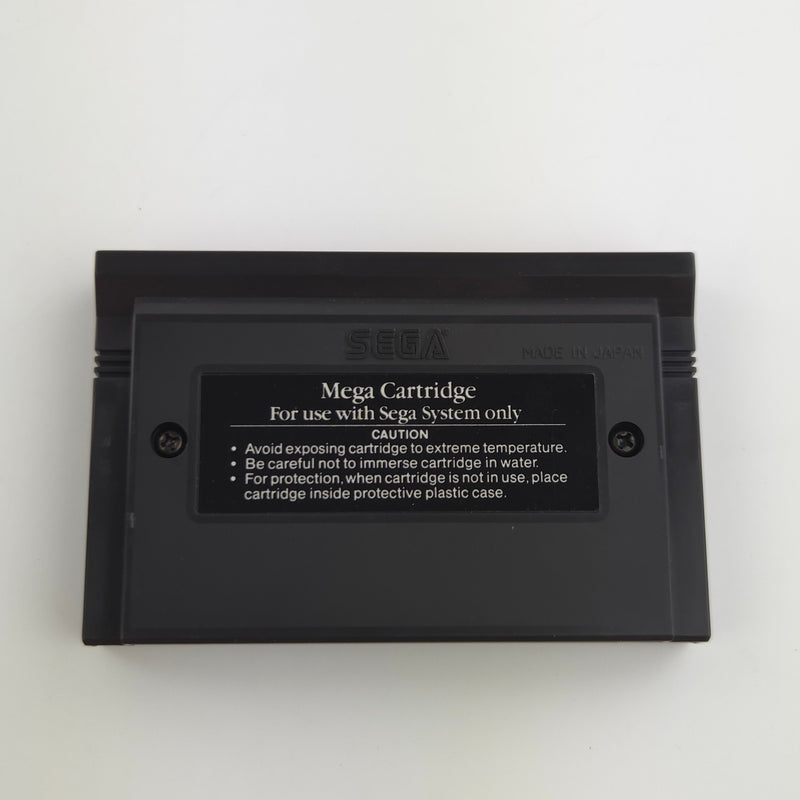 SEGA®
MADE IN JAPAN
Mega Cartridge
For use with Sega System only
CAUTION
• Avoid exposing cartridge to extreme temperature.
• Be careful not to immerse cartridge in water.
• For protection, when cartridge is not in use, place
cartridge inside protective plastic case.